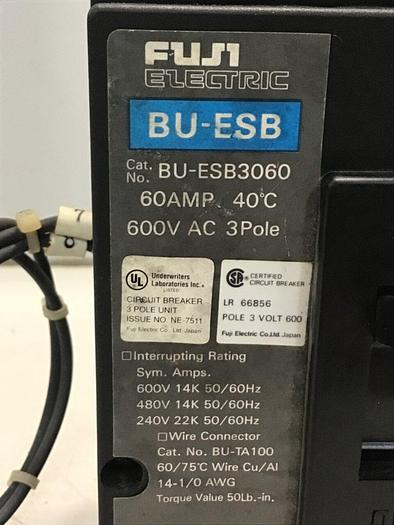 FUJI
ELECTRIC
BU-ESB
Cat. No. BU-ESB3060
60AMP. 40°C
600V AC 3Pole
UL Underwriters
Laboratories Inc.
LISTED
CIRCUIT BREAKER
3 POLE UNIT
ISSUE NO. NE-7511
Fuji Electric Co. Ltd. Japan
CERTIFIED
CIRCUIT BREAKER
LR 66856
POLE 3 VOLT 600
Fuji Electric Co.Ltd. Japan
□Interrupting Rating
Sym. Amps.
600V 14K 50/60Hz
480V 14K 50/60Hz
240V 22K 50/60Hz
□Wire Connector
Cat. No. BU-TA100
60/75°C Wire Cu/Al
14-1/0 AWG
Torque Value 50Lb.-in.